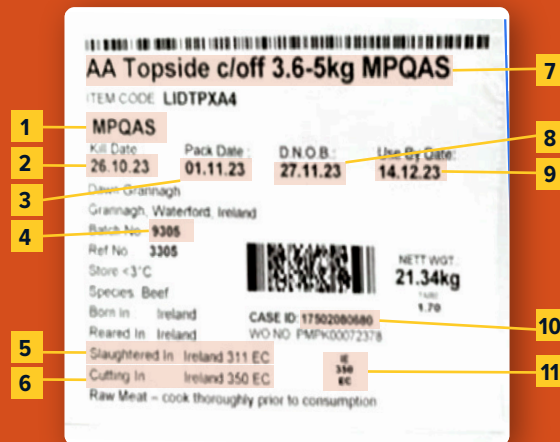 AA Topside c/off 3.6-5kg MPQAS
7
ITEM CODE LIDTPXA4
1
MPQAS
8
2
Kill Date: Pack Date: D.N.O.B.: Use By Date:
26.10.23 01.11.23 27.11.23 14.12.23
9
3
Dawn Grannagh
Grannagh, Waterford, Ireland
4
Batch No 9305
Ref No 3305
Store <3°C
Species Beef
NETT WGT.
21.34kg
TARE
1.70
Born In Ireland
CASE ID: 17502080680
10
Reared In Ireland
WO NO PMPK00072378
5
Slaughtered In Ireland 311 EC
6
Cutting In Ireland 350 EC
IE
350
EC
11
Raw Meat – cook thoroughly prior to consumption